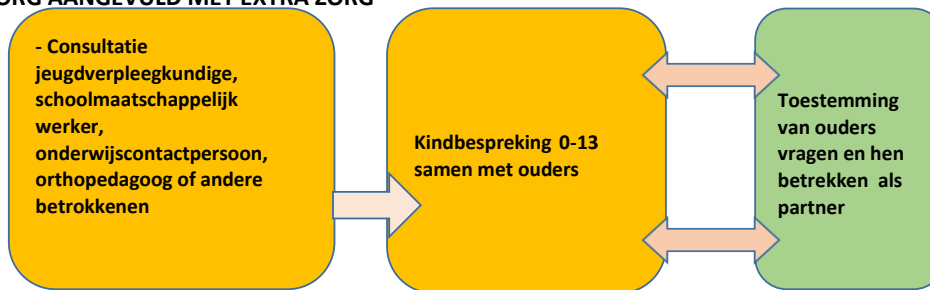 ZORG AANGEVULD MET EXTRA ZORG
- Consultatie
jeugdverpleegkundige,
schoolmaatschappelijk
werker,
onderwijscontactpersoon,
orthopedagoog of andere
betrokkenen
Kindbespreking 0-13
samen met ouders
Toestemming
van ouders
vragen en hen
betrekken als
partner